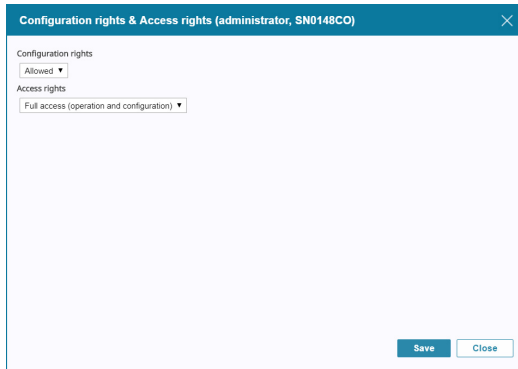 Configuration rights & Access rights (administrator, SN0148CO)
Configuration rights
Allowed
Access rights
Full access (operation and configuration)
Save Close